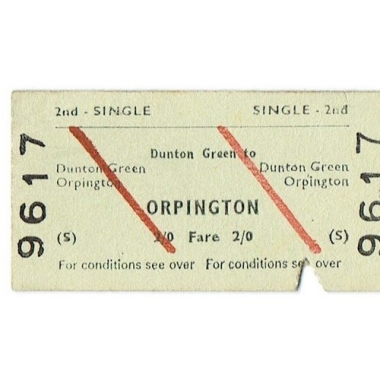 2nd - SINGLE SINGLE - 2nd
Dunton Green to
Dunton Green Dunton Green
Orpington Orpington
ORPINGTON
(S) 2/0 Fare 2/0 (S)
For conditions see over For conditions see over
9617 9617